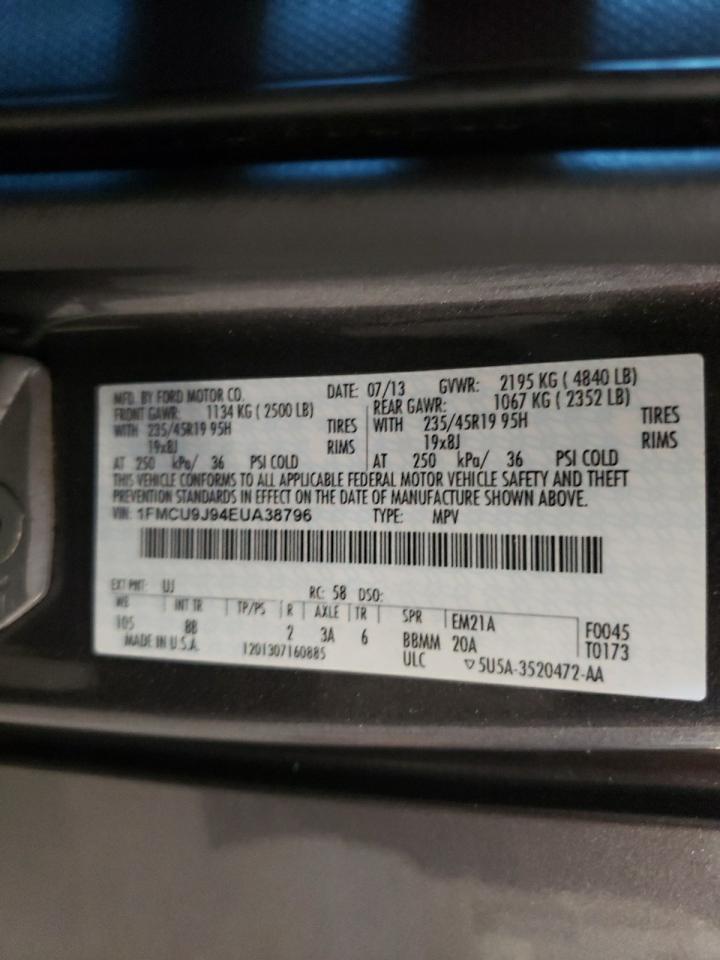 MFD. BY FORD MOTOR CO. DATE: 07/13 GVWR: 2195 KG ( 4840 LB)
FRONT GAWR: 1134 KG ( 2500 LB) REAR GAWR: 1067 KG ( 2352 LB)
WITH 235/45R19 95H TIRES WITH 235/45R19 95H TIRES
19x8J RIMS 19x8J RIMS
AT 250 kPa/ 36 PSI COLD AT 250 kPa/ 36 PSI COLD
THIS VEHICLE CONFORMS TO ALL APPLICABLE FEDERAL MOTOR VEHICLE SAFETY AND THEFT
PREVENTION STANDARDS IN EFFECT ON THE DATE OF MANUFACTURE SHOWN ABOVE.
VIN: 1FMCU9J94EUA38796 TYPE: MPV
EXT PNT: UJ RC: 58 DSO:
WB INT TR TP/PS R AXLE TR SPR EM21A F0045
105 8B 2 3A 6 BBMM 20A T0173
MADE IN U.S.A. 1201307160885 ULC ▽5U5A-3520472-AA